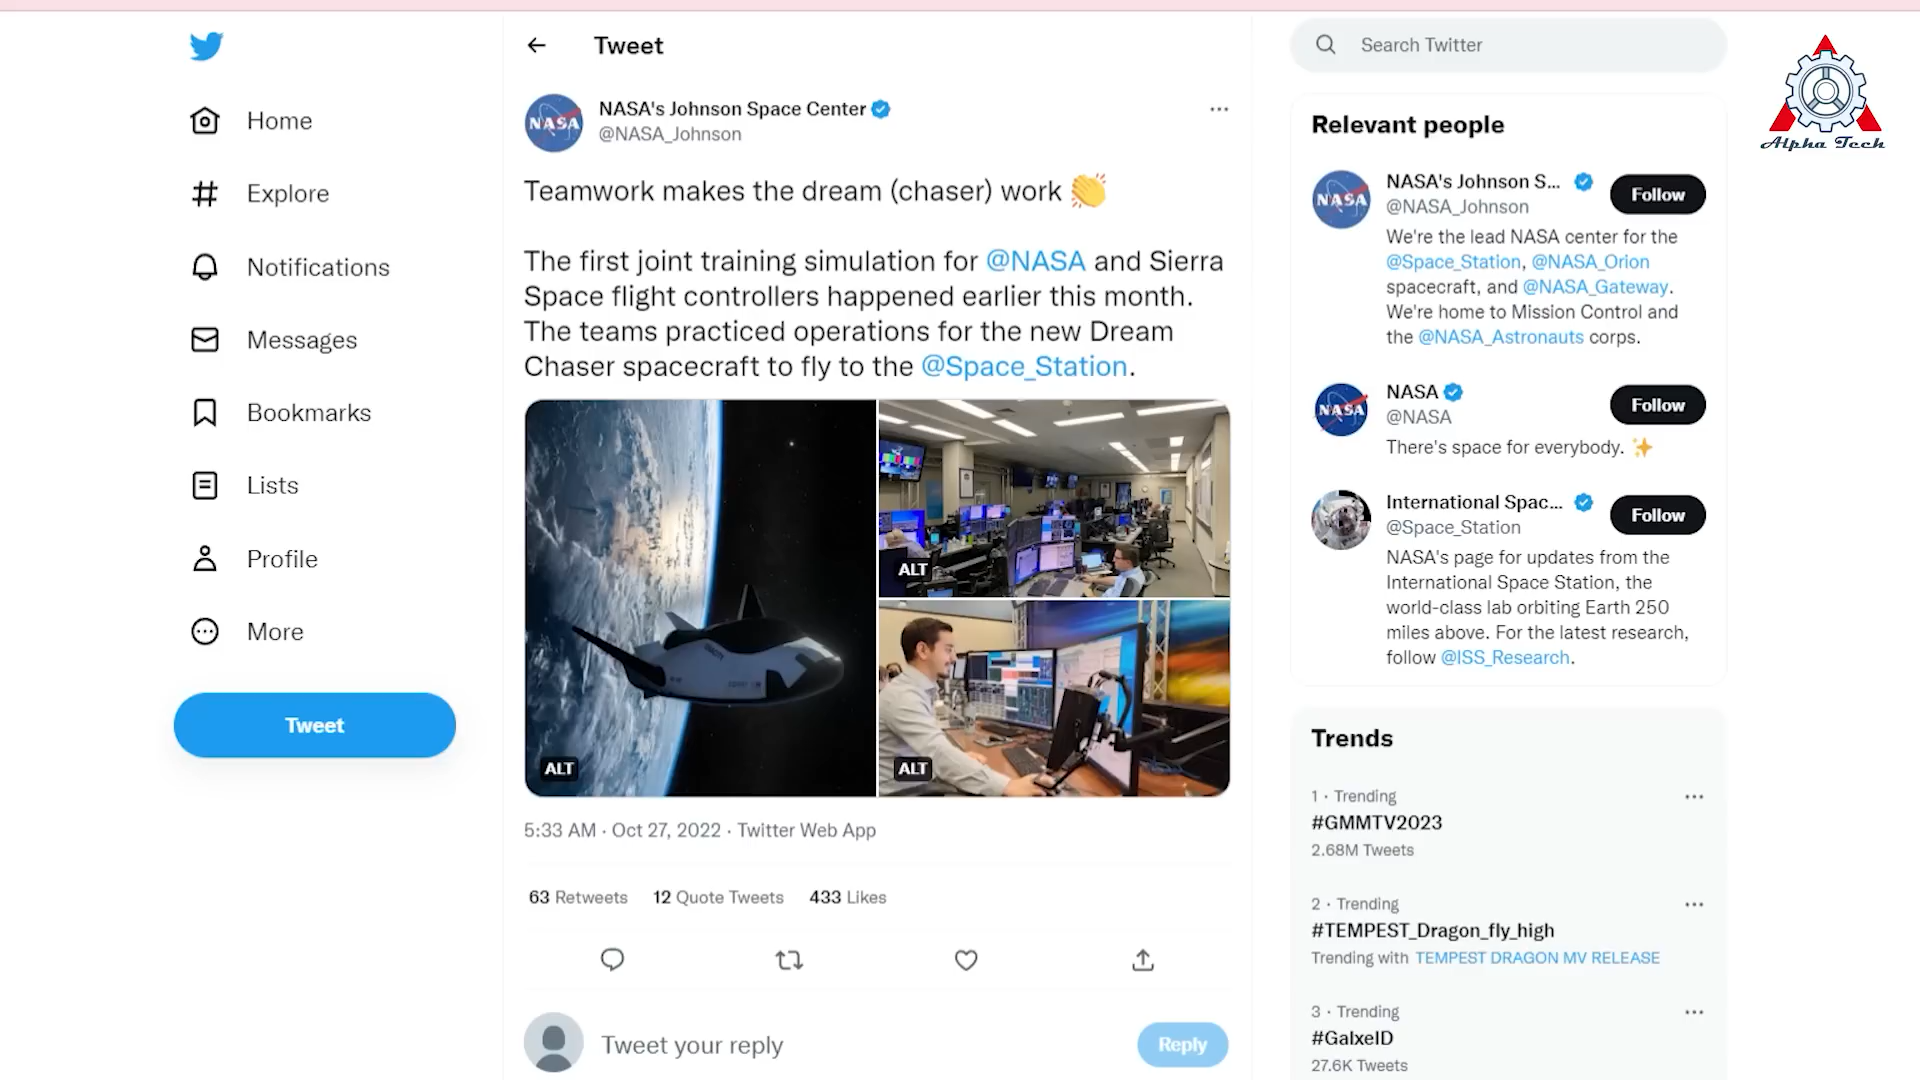 Home
Explore
Notifications
Messages
Bookmarks
Lists
Profile
More
Tweet
Tweet
NASA
NASA's Johnson Space Center
@NASA_Johnson
Teamwork makes the dream (chaser) work 👏
The first joint training simulation for @NASA and Sierra
Space flight controllers happened earlier this month.
The teams practiced operations for the new Dream
Chaser spacecraft to fly to the @Space_Station.
ALT
ALT
ALT
5:33 AM · Oct 27, 2022 · Twitter Web App
63 Retweets 12 Quote Tweets 433 Likes
Tweet your reply
Reply
Search Twitter
Relevant people
NASA
NASA's Johnson S...
@NASA_Johnson
Follow
We're the lead NASA center for the
@Space_Station, @NASA_Orion
spacecraft, and @NASA_Gateway.
We're home to Mission Control and
the @NASA_Astronauts corps.
NASA
NASA
@NASA
Follow
There's space for everybody. ✨
International Spac...
@Space_Station
Follow
NASA's page for updates from the
International Space Station, the
world-class lab orbiting Earth 250
miles above. For the latest research,
follow @ISS_Research.
Trends
1 · Trending
#GMMTV2023
2.68M Tweets
2 · Trending
#TEMPEST_Dragon_fly_high
Trending with TEMPEST DRAGON MV RELEASE
3 · Trending
#GalxeID
27.6K Tweets
Alpha Tech